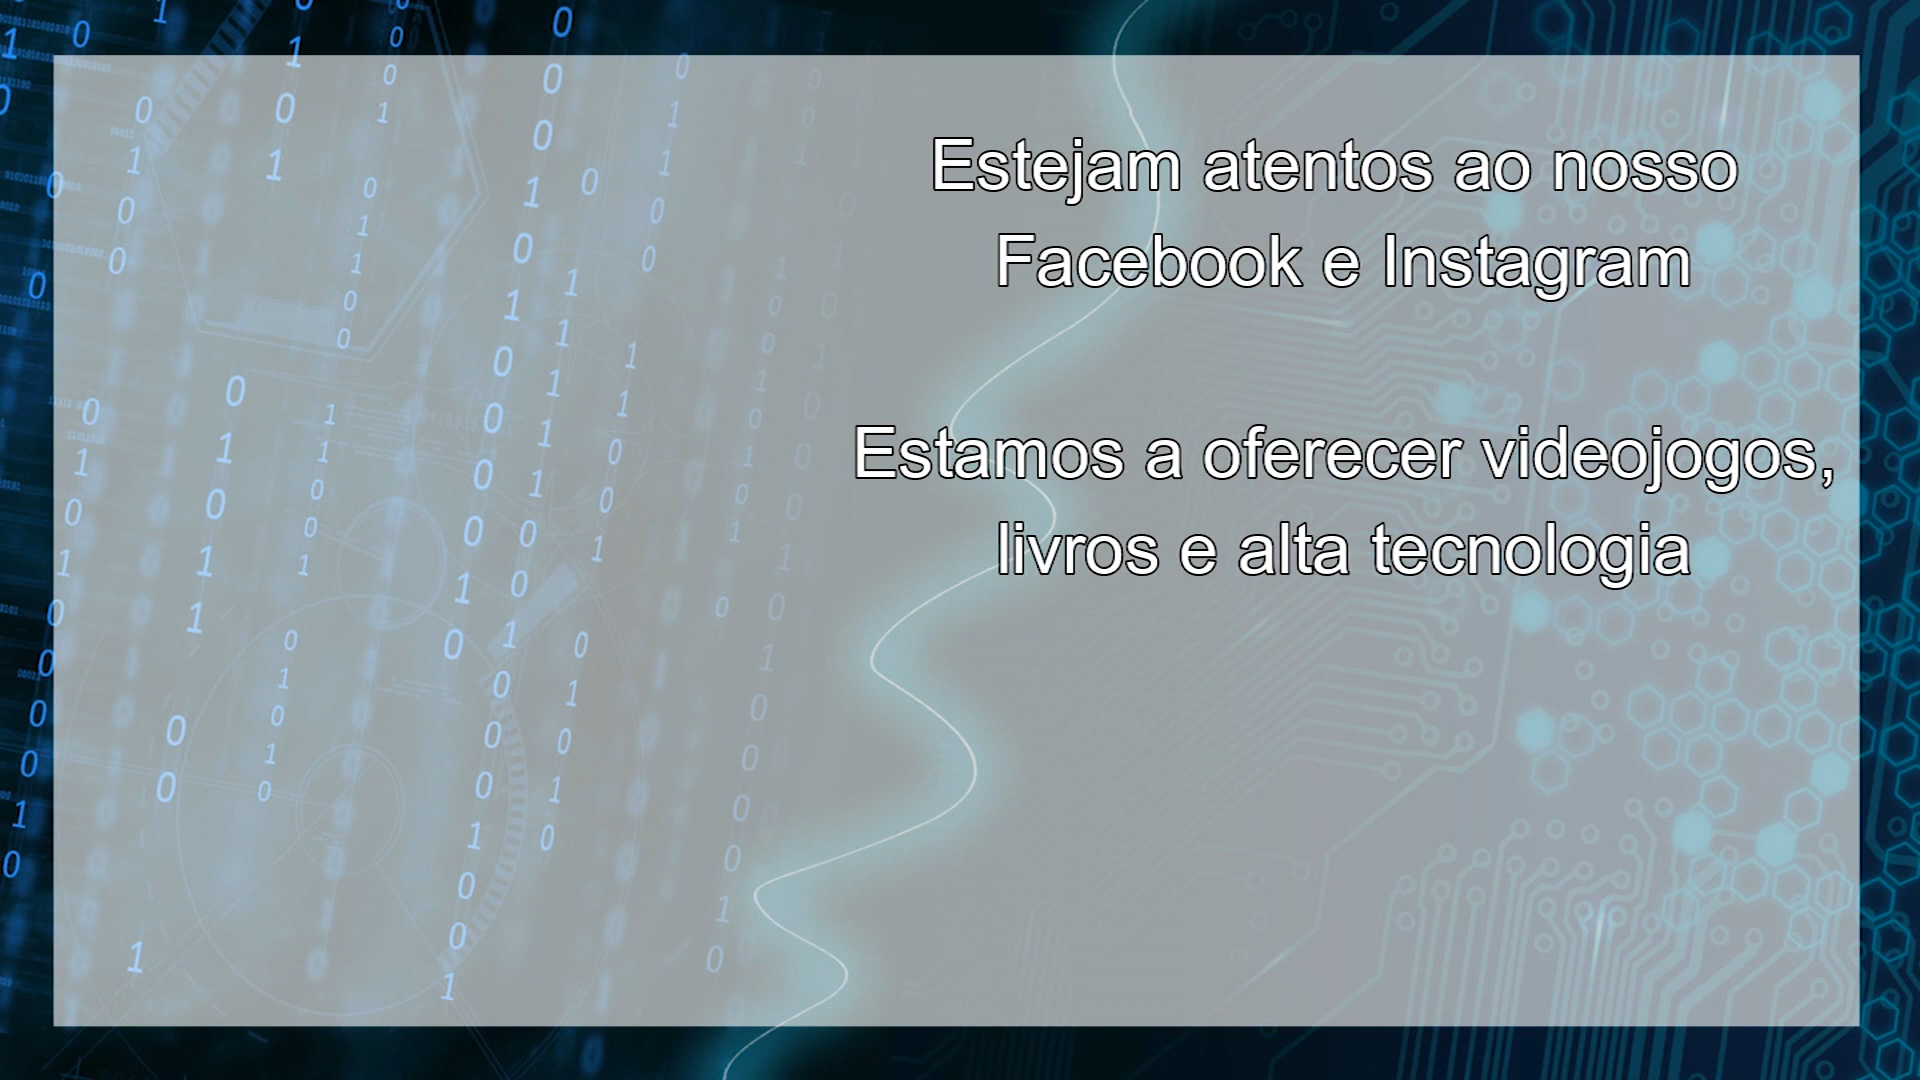 Estejam atentos ao nosso
Facebook e Instagram
Estamos a oferecer videojogos,
livros e alta tecnologia